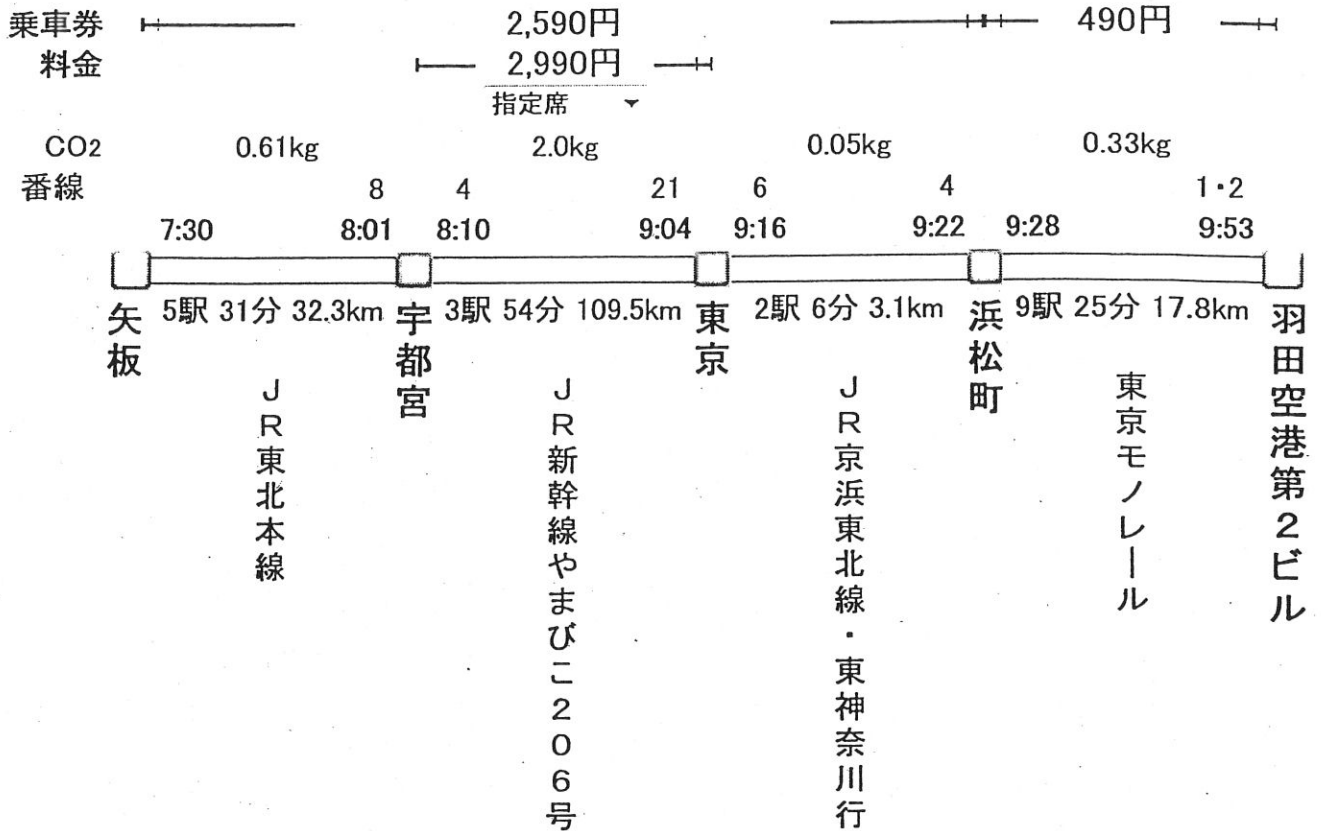 乗車券 2,590円 490円
料金 2,990円
指定席
CO2 0.61kg 2.0kg 0.05kg 0.33kg
番線 8 4 21 6 4 1・2
7:30 8:01 8:10 9:04 9:16 9:22 9:28 9:53
5駅 31分 32.3km 3駅 54分 109.5km 2駅 6分 3.1km 9駅 25分 17.8km
矢板
宇都宮
東京
浜松町
羽田空港第2ビル
JR東北本線
JR新幹線やまびこ206号
JR京浜東北線・東神奈川行
東京モノレール